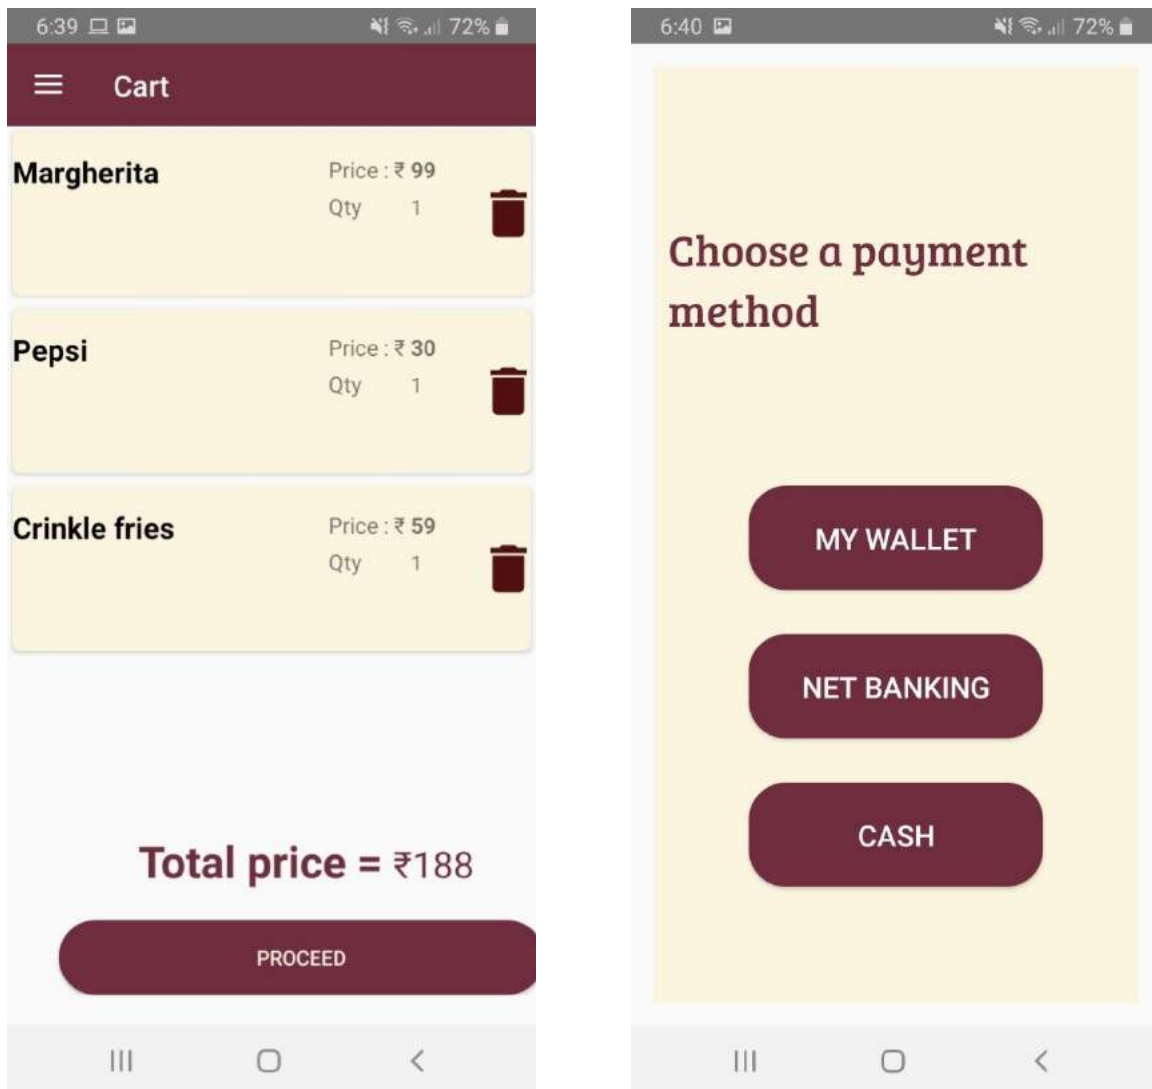 6:39 72%
Cart
Margherita
Price : ₹ 99
Qty 1
Pepsi
Price : ₹ 30
Qty 1
Crinkle fries
Price : ₹ 59
Qty 1
Total price = ₹188
PROCEED
6:40 72%
Choose a payment
method
MY WALLET
NET BANKING
CASH